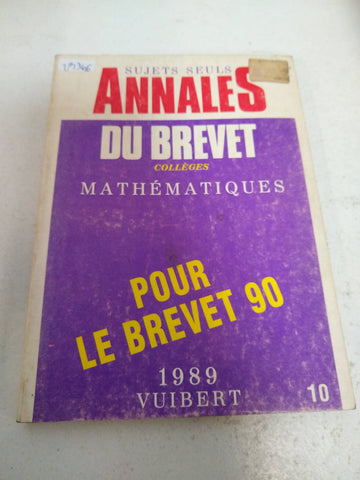 SUJETS SEULS
ANNALES
DU BREVET
COLLÈGES
MATHÉMATIQUES
POUR
LE BREVET 90
1989
VUIBERT
10